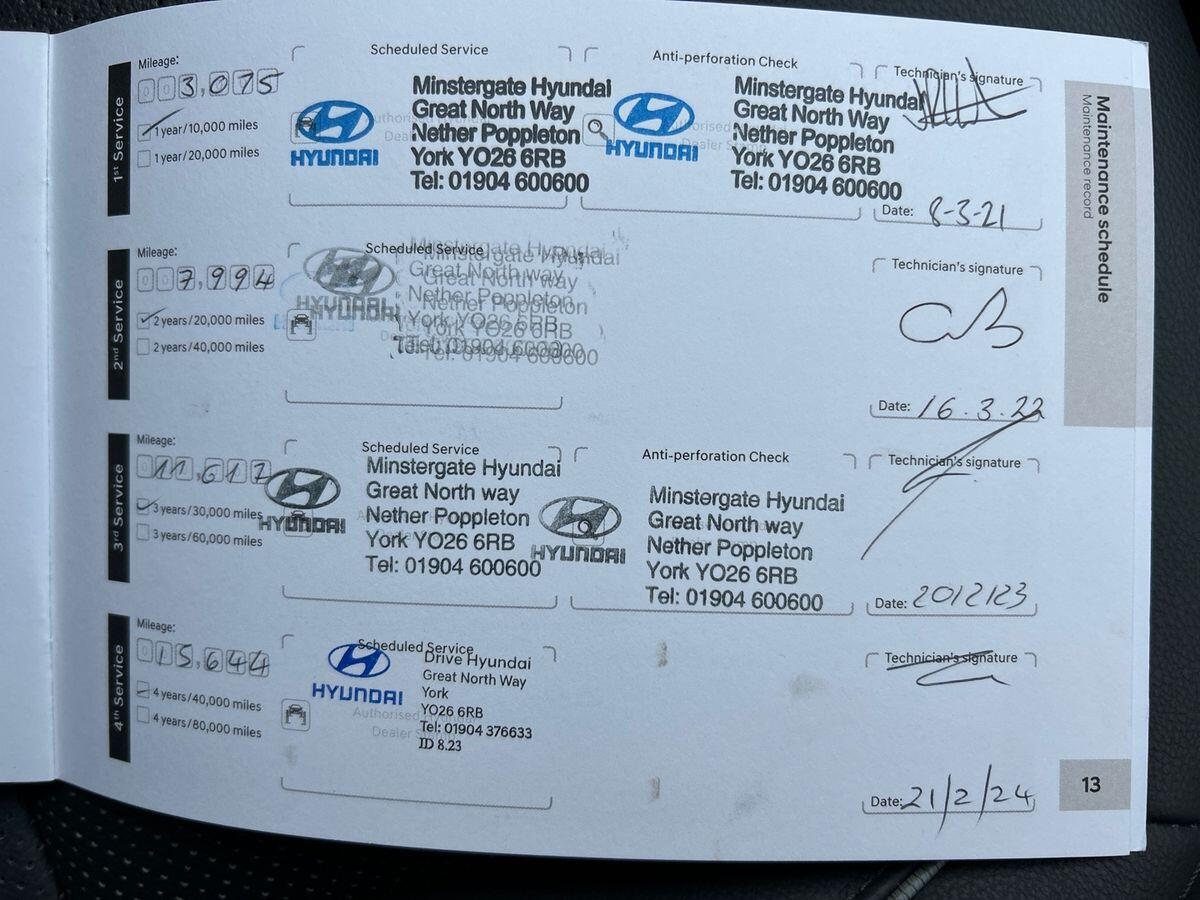 Maintenance schedule
Maintenance record
1st Service
Mileage:
003,075
1 year/10,000 miles
1 year/20,000 miles
Scheduled Service
HYUNDAI
Minstergate Hyundai
Great North Way
Nether Poppleton
York YO26 6RB
Tel: 01904 600600
Anti-perforation Check
HYUNDAI
Minstergate Hyundai
Great North Way
Nether Poppleton
York YO26 6RB
Tel: 01904 600600
Technician's signature
Date: 8-3-21
2nd Service
Mileage:
007,994
2 years/20,000 miles
2 years/40,000 miles
Scheduled Service
HYUNDAI
Minstergate Hyundai
Great North way
Nether Poppleton
York YO26 6RB
Tel: 01904 600600
Technician's signature
Date: 16.3.22
3rd Service
Mileage:
011,617
3 years/30,000 miles
3 years/60,000 miles
Scheduled Service
HYUNDAI
Minstergate Hyundai
Great North way
Nether Poppleton
York YO26 6RB
Tel: 01904 600600
Anti-perforation Check
HYUNDAI
Minstergate Hyundai
Great North way
Nether Poppleton
York YO26 6RB
Tel: 01904 600600
Technician's signature
Date: 20/2/23
4th Service
Mileage:
015,644
4 years/40,000 miles
4 years/80,000 miles
Scheduled Service
HYUNDAI
Drive Hyundai
Great North Way
York
YO26 6RB
Tel: 01904 376633
ID 8.23
Authorised Hyundai
Dealer Stamp
Technician's signature
Date: 21/2/24
13